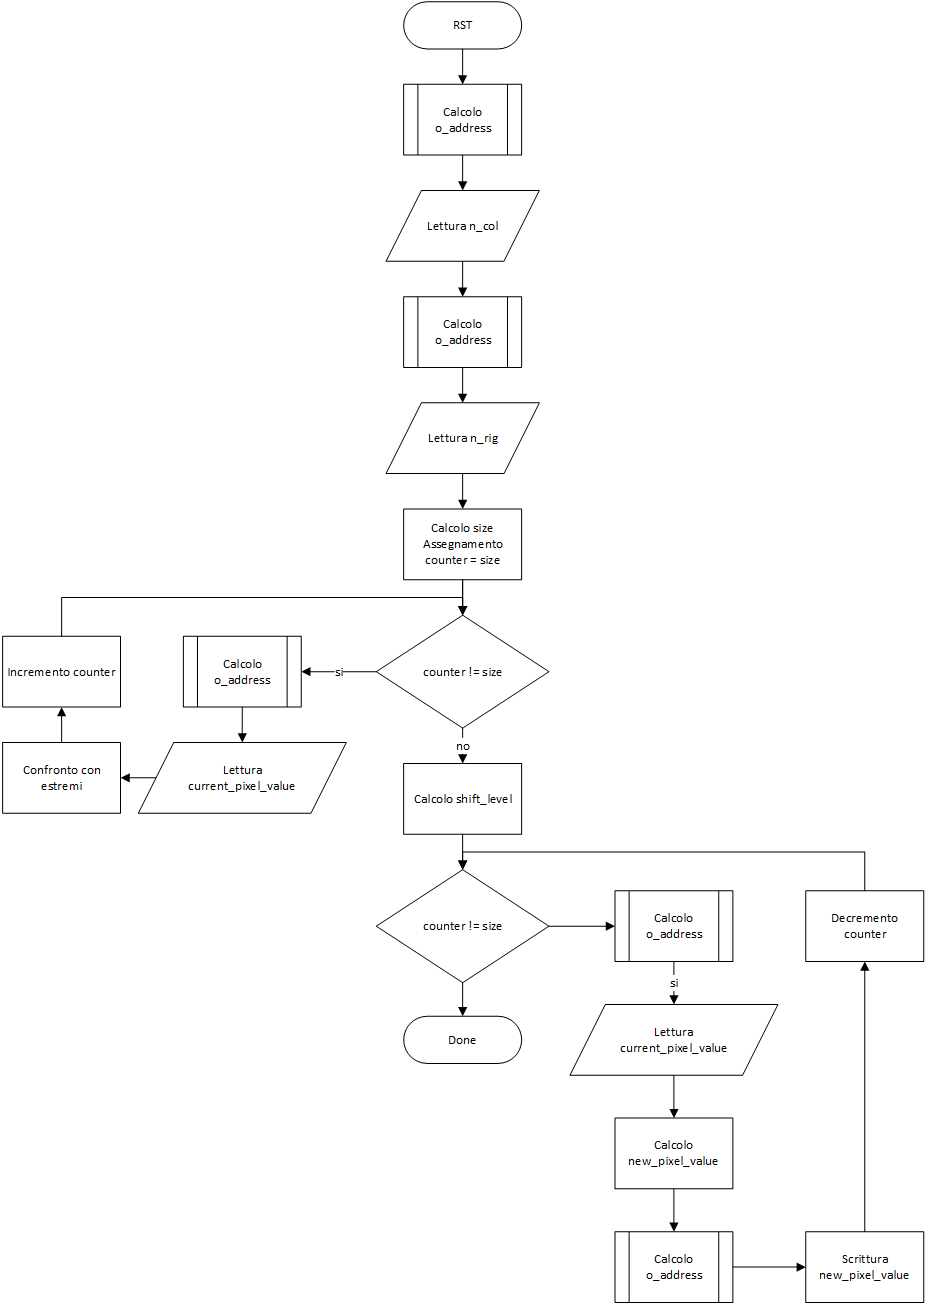 RST
Calcolo
o_address
Lettura n_col
Calcolo
o_address
Lettura n_rig
Calcolo size
Assegnamento
counter = size
counter != size
si
Calcolo
o_address
Lettura
current_pixel_value
Confronto con
estremi
Incremento counter
no
Calcolo shift_level
counter != size
Calcolo
o_address
si
Lettura
current_pixel_value
Calcolo
new_pixel_value
Calcolo
o_address
Scrittura
new_pixel_value
Decremento
counter
Done